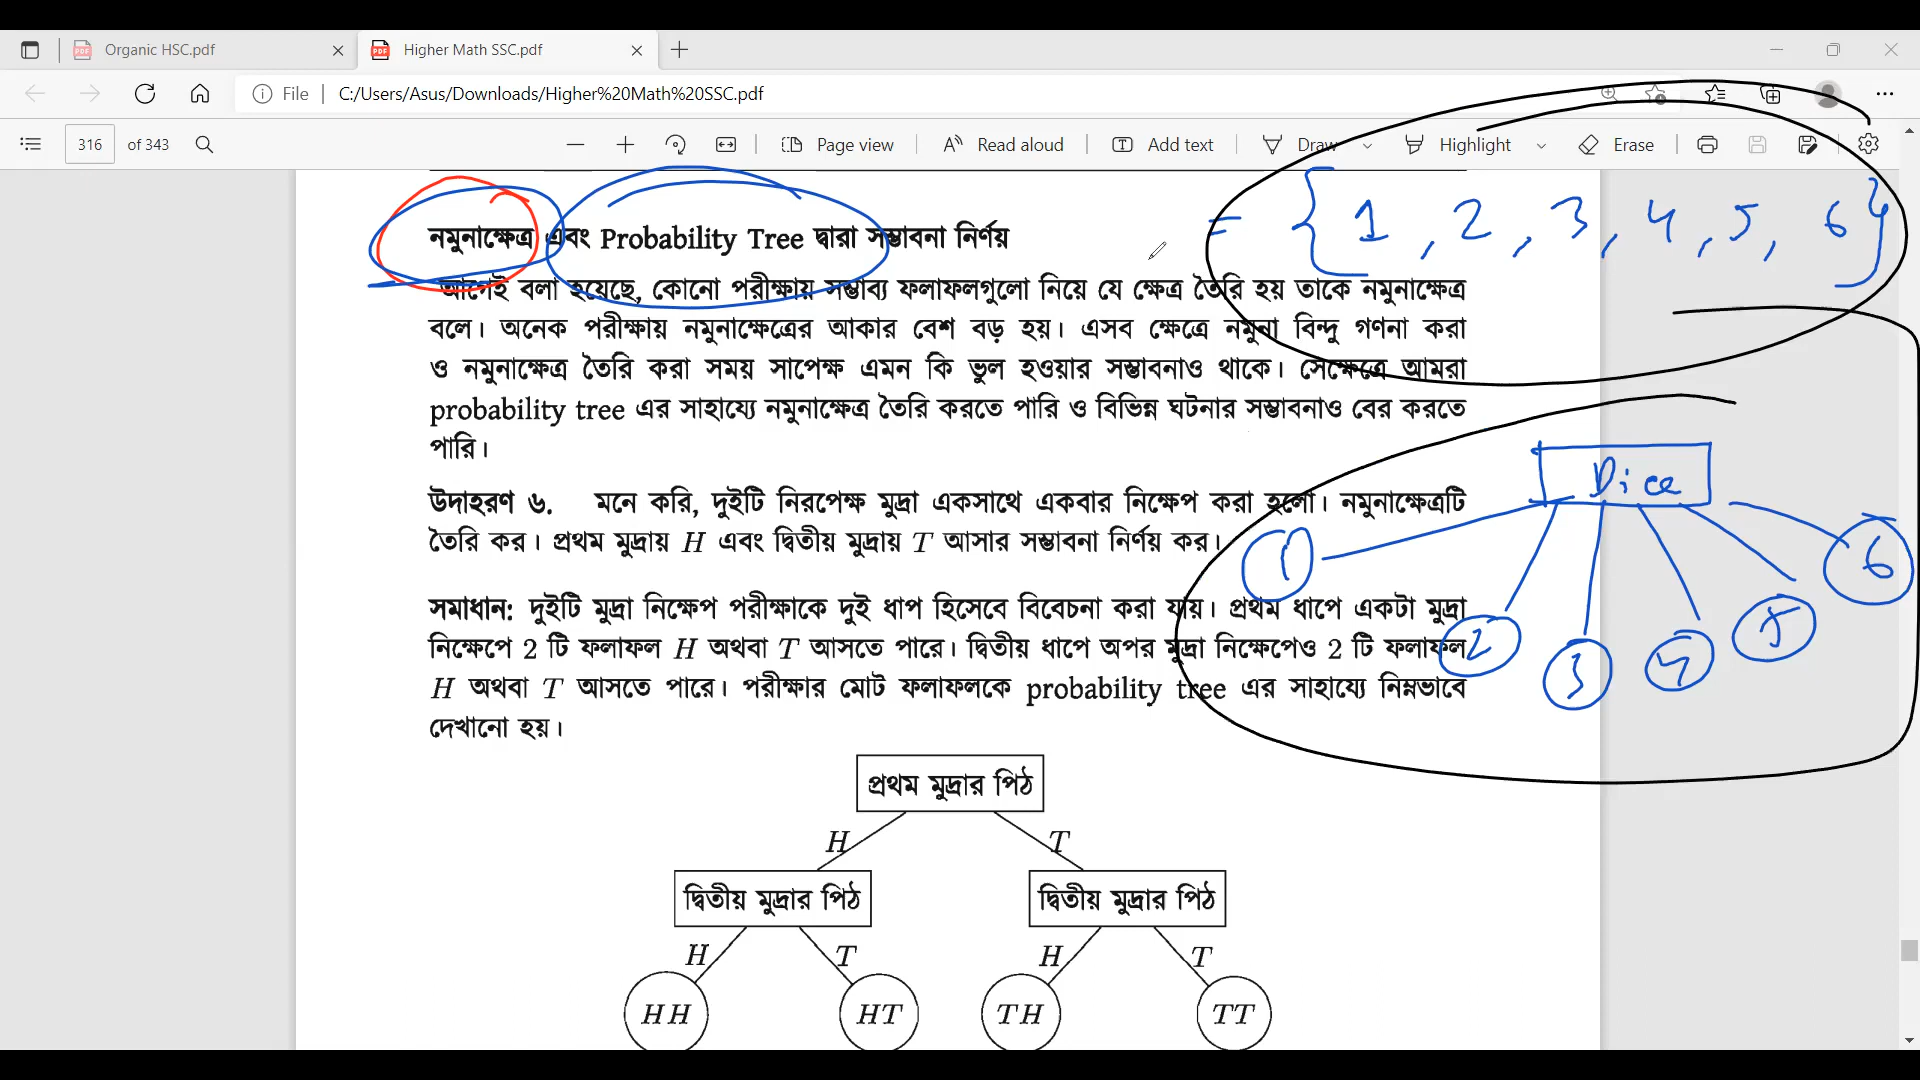 Organic HSC.pdf
Higher Math SSC.pdf
File
C:/Users/Asus/Downloads/Higher%20Math%20SSC.pdf
316 of 343
Page view
Read aloud
Add text
Draw
Highlight
Erase
নমুনাক্ষেত্র এবং Probability Tree দ্বারা সম্ভাবনা নির্ণয়
= { 1 , 2 , 3 , 4 , 5 , 6 }
আগেই বলা হয়েছে, কোনো পরীক্ষায় সম্ভাব্য ফলাফলগুলো নিয়ে যে ক্ষেত্র তৈরি হয় তাকে নমুনাক্ষেত্র
বলে। অনেক পরীক্ষায় নমুনাক্ষেত্রের আকার বেশ বড় হয়। এসব ক্ষেত্রে নমুনা বিন্দু গণনা করা
ও নমুনাক্ষেত্র তৈরি করা সময় সাপেক্ষ এমন কি ভুল হওয়ার সম্ভাবনাও থাকে। সেক্ষেত্রে আমরা
probability tree এর সাহায্যে নমুনাক্ষেত্র তৈরি করতে পারি ও বিভিন্ন ঘটনার সম্ভাবনাও বের করতে
পারি।
Dice
1 2 3 4 5 6
উদাহরণ ৬. মনে করি, দুইটি নিরপেক্ষ মুদ্রা একসাথে একবার নিক্ষেপ করা হলো। নমুনাক্ষেত্রটি
তৈরি কর। প্রথম মুদ্রায় H এবং দ্বিতীয় মুদ্রায় T আসার সম্ভাবনা নির্ণয় কর।
সমাধান: দুইটি মুদ্রা নিক্ষেপ পরীক্ষাকে দুই ধাপ হিসেবে বিবেচনা করা যায়। প্রথম ধাপে একটা মুদ্রা
নিক্ষেপে 2 টি ফলাফল H অথবা T আসতে পারে। দ্বিতীয় ধাপে অপর মুদ্রা নিক্ষেপেও 2 টি ফলাফল
H অথবা T আসতে পারে। পরীক্ষার মোট ফলাফলকে probability tree এর সাহায্যে নিম্নভাবে
দেখানো হয়।
প্রথম মুদ্রার পিঠ
H T
দ্বিতীয় মুদ্রার পিঠ দ্বিতীয় মুদ্রার পিঠ
H T H T
HH HT TH TT